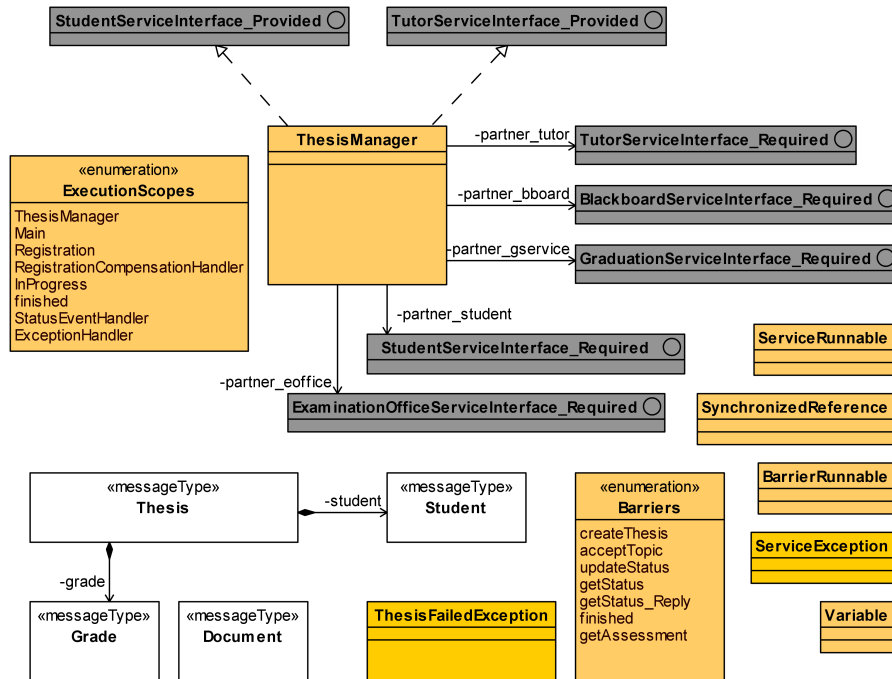 StudentServiceInterface_Provided
TutorServiceInterface_Provided
ThesisManager
-partner_tutor
TutorServiceInterface_Required
-partner_bboard
BlackboardServiceInterface_Required
-partner_gservice
GraduationServiceInterface_Required
«enumeration»
ExecutionScopes
ThesisManager
Main
Registration
RegistrationCompensationHandler
InProgress
finished
StatusEventHandler
ExceptionHandler
-partner_student
StudentServiceInterface_Required
-partner_eoffice
ExaminationOfficeServiceInterface_Required
ServiceRunnable
SynchronizedReference
BarrierRunnable
ServiceException
Variable
«messageType»
Thesis
-student
«messageType»
Student
-grade
«messageType»
Grade
«messageType»
Document
ThesisFailedException
«enumeration»
Barriers
createThesis
acceptTopic
updateStatus
getStatus
getStatus_Reply
finished
getAssessment